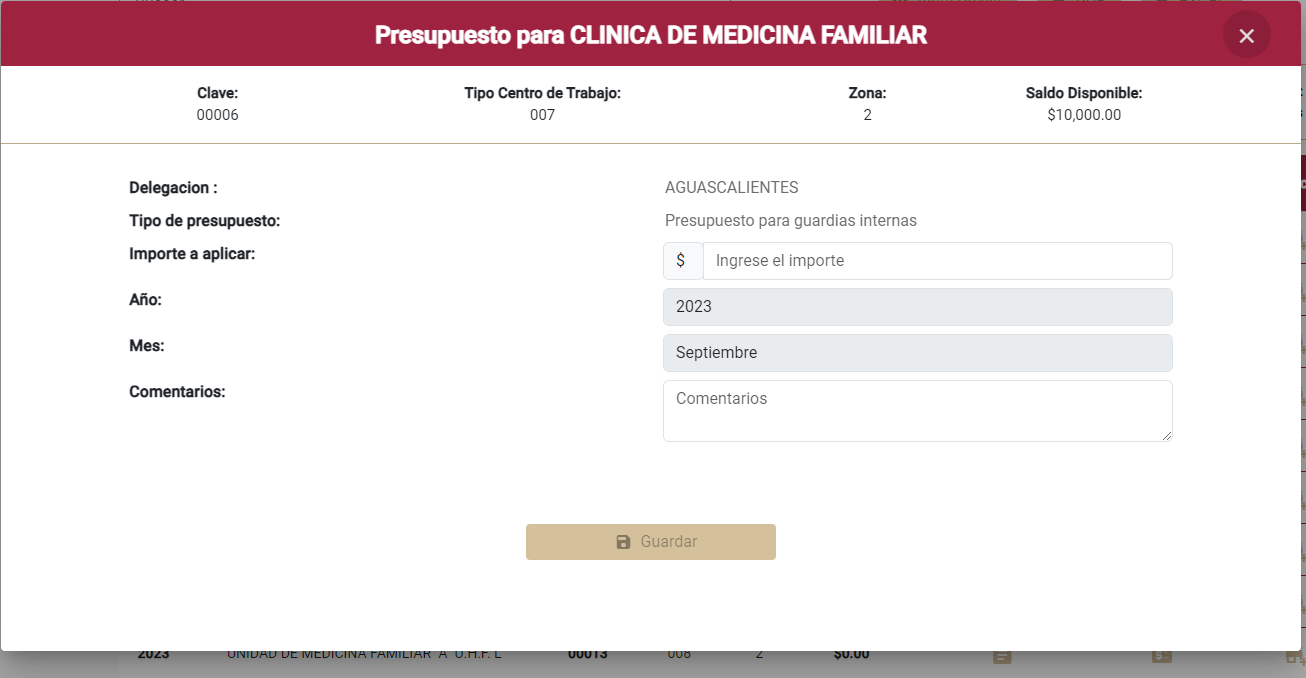 Presupuesto para CLINICA DE MEDICINA FAMILIAR
Clave: Tipo Centro de Trabajo: Zona: Saldo Disponible:
00006 007 2 $10,000.00
Delegacion : AGUASCALIENTES
Tipo de presupuesto: Presupuesto para guardias internas
Importe a aplicar: $ Ingrese el importe
Año: 2023
Mes: Septiembre
Comentarios: Comentarios
Guardar
2023 UNIDAD DE MEDICINA FAMILIAR "A" U.H.F. L 00013 008 2 $0.00